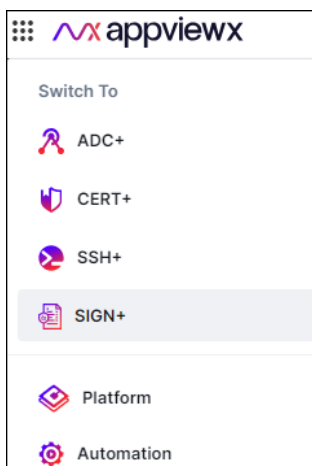 appviewx
Switch To
ADC+
CERT+
SSH+
SIGN+
Platform
Automation